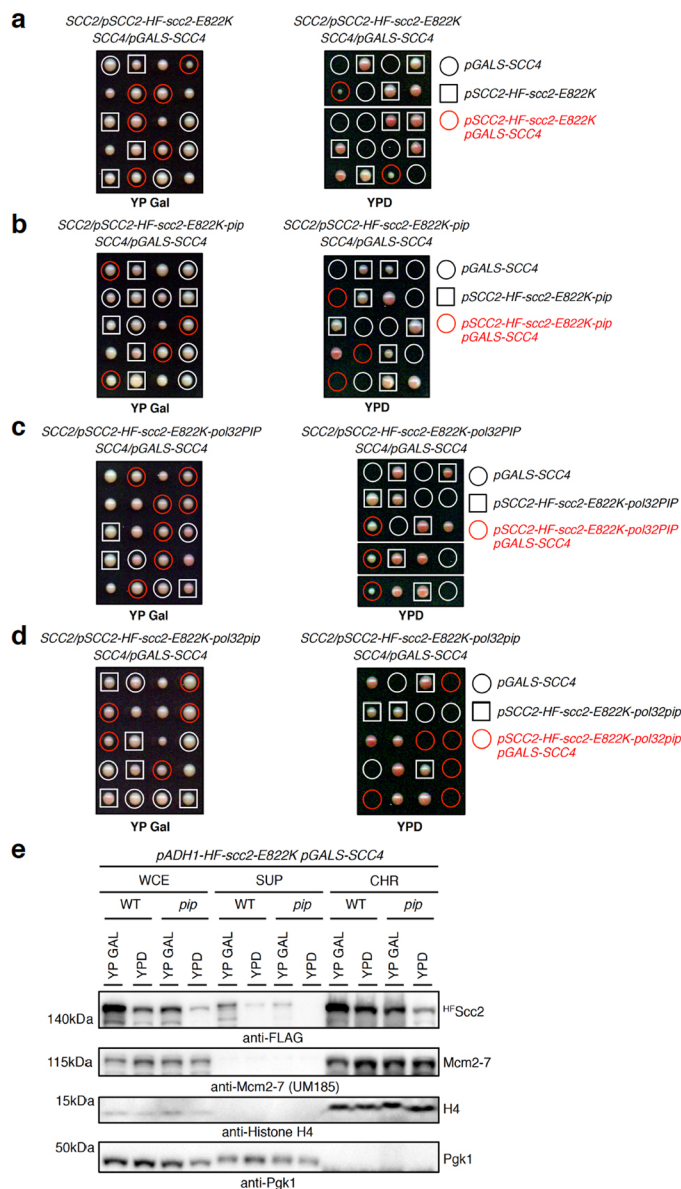 a
SCC2/pSCC2-HF-scc2-E822K
SCC4/pGALS-SCC4
YP Gal
SCC2/pSCC2-HF-scc2-E822K
SCC4/pGALS-SCC4
YPD
pGALS-SCC4
pSCC2-HF-scc2-E822K
pSCC2-HF-scc2-E822K
pGALS-SCC4
b
SCC2/pSCC2-HF-scc2-E822K-pip
SCC4/pGALS-SCC4
YP Gal
SCC2/pSCC2-HF-scc2-E822K-pip
SCC4/pGALS-SCC4
YPD
pGALS-SCC4
pSCC2-HF-scc2-E822K-pip
pSCC2-HF-scc2-E822K-pip
pGALS-SCC4
c
SCC2/pSCC2-HF-scc2-E822K-pol32PIP
SCC4/pGALS-SCC4
YP Gal
SCC2/pSCC2-HF-scc2-E822K-pol32PIP
SCC4/pGALS-SCC4
YPD
pGALS-SCC4
pSCC2-HF-scc2-E822K-pol32PIP
pSCC2-HF-scc2-E822K-pol32PIP
pGALS-SCC4
d
SCC2/pSCC2-HF-scc2-E822K-pol32pip
SCC4/pGALS-SCC4
YP Gal
SCC2/pSCC2-HF-scc2-E822K-pol32pip
SCC4/pGALS-SCC4
YPD
pGALS-SCC4
pSCC2-HF-scc2-E822K-pol32pip
pSCC2-HF-scc2-E822K-pol32pip
pGALS-SCC4
e
pADH1-HF-scc2-E822K pGALS-SCC4
WCE SUP CHR
WT pip WT pip WT pip
YP GAL YPD YP GAL YPD YP GAL YPD YP GAL YPD YP GAL YPD YP GAL YPD
140kDa HFScc2
anti-FLAG
115kDa Mcm2-7
anti-Mcm2-7 (UM185)
15kDa H4
anti-Histone H4
50kDa Pgk1
anti-Pgk1